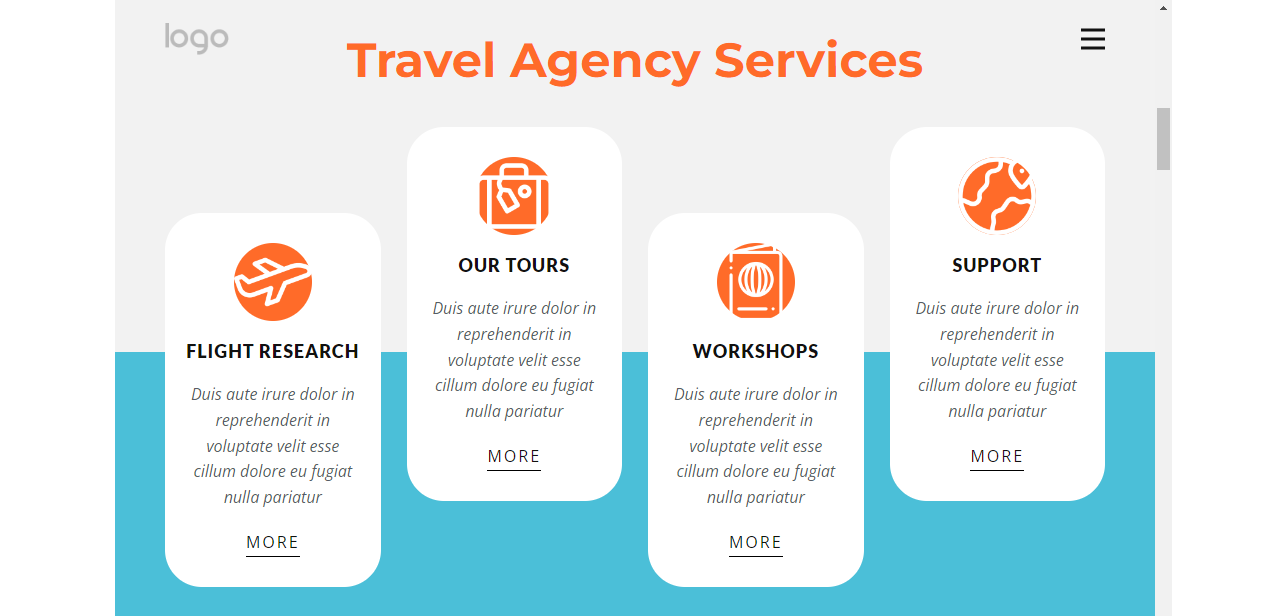 logo
Travel Agency Services
FLIGHT RESEARCH
Duis aute irure dolor in
reprehenderit in
voluptate velit esse
cillum dolore eu fugiat
nulla pariatur
MORE
OUR TOURS
Duis aute irure dolor in
reprehenderit in
voluptate velit esse
cillum dolore eu fugiat
nulla pariatur
MORE
WORKSHOPS
Duis aute irure dolor in
reprehenderit in
voluptate velit esse
cillum dolore eu fugiat
nulla pariatur
MORE
SUPPORT
Duis aute irure dolor in
reprehenderit in
voluptate velit esse
cillum dolore eu fugiat
nulla pariatur
MORE